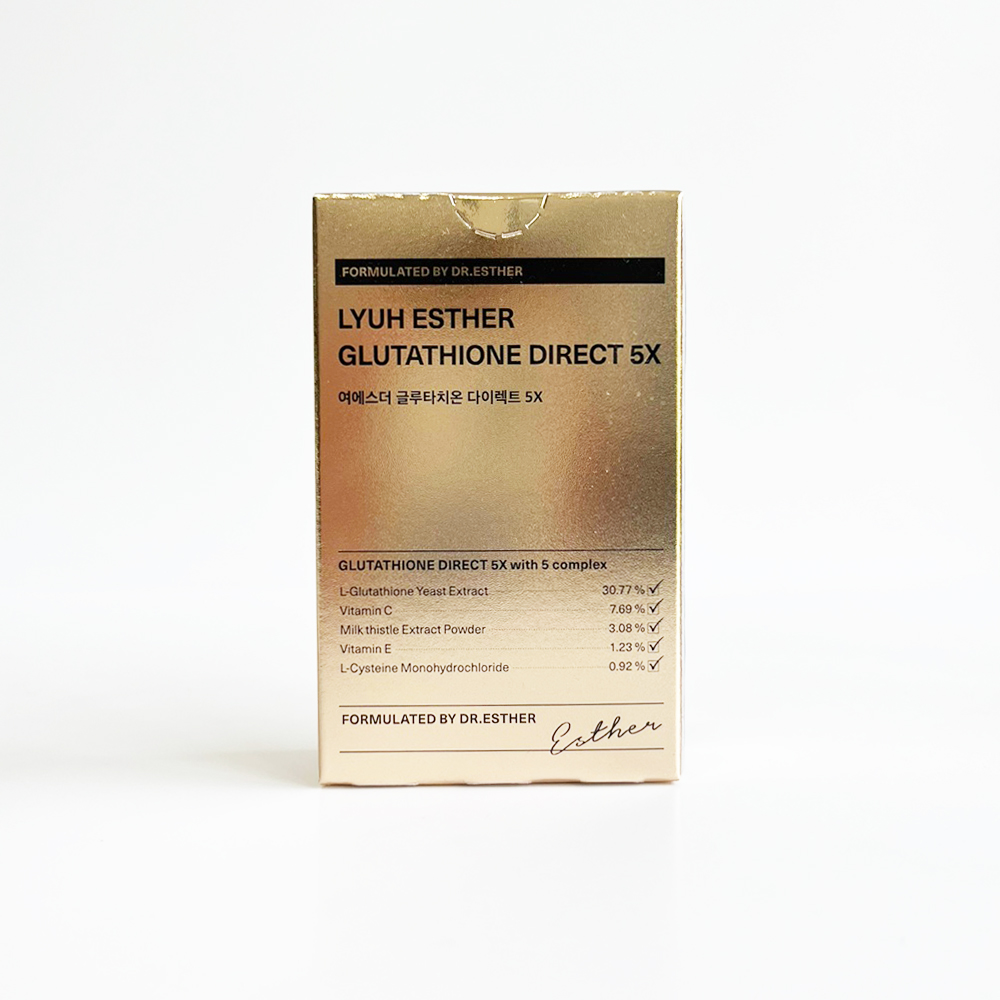 FORMULATED BY DR.ESTHER
LYUH ESTHER
GLUTATHIONE DIRECT 5X
여에스더 글루타치온 다이렉트 5X
GLUTATHIONE DIRECT 5X with 5 complex
L-Glutathione Yeast Extract 30.77 %
Vitamin C 7.69 %
Milk thistle Extract Powder 3.08 %
Vitamin E 1.23 %
L-Cysteine Monohydrochloride 0.92 %
FORMULATED BY DR.ESTHER
Esther